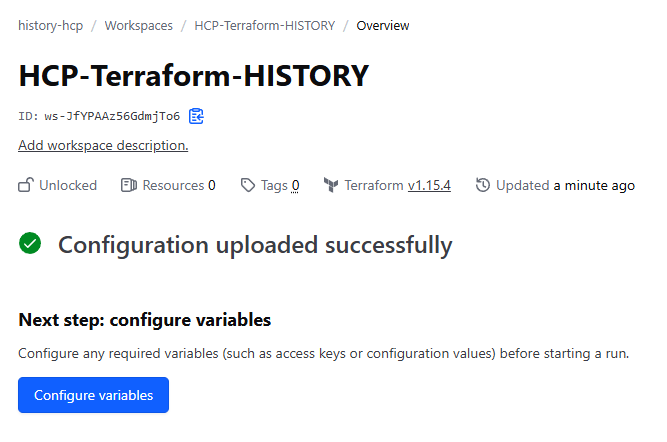 history-hcp / Workspaces / HCP-Terraform-HISTORY / Overview
HCP-Terraform-HISTORY
ID: ws-JfYPAAz56GdmjTo6
Add workspace description.
Unlocked Resources 0 Tags 0 Terraform v1.15.4 Updated a minute ago
Configuration uploaded successfully
Next step: configure variables
Configure any required variables (such as access keys or configuration values) before starting a run.
Configure variables